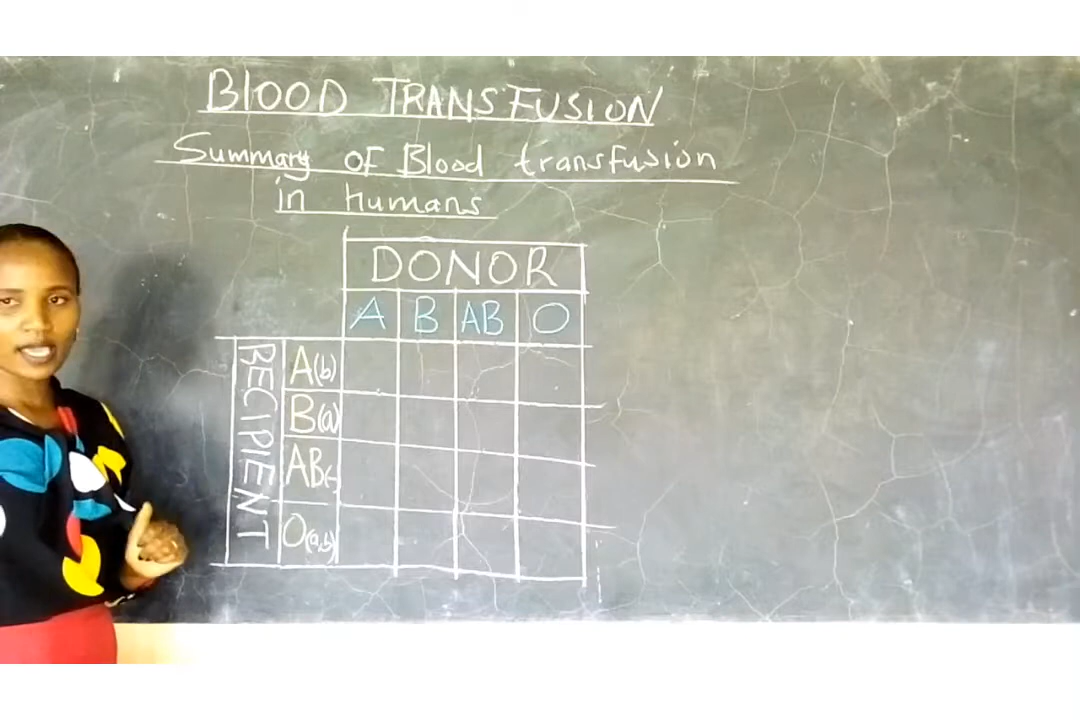 BLOOD TRANSFUSION
Summary of Blood transfusion
in humans
DONOR
A B AB O
RECIPIENT
A(b)
B(a)
AB(-
O(a,b)